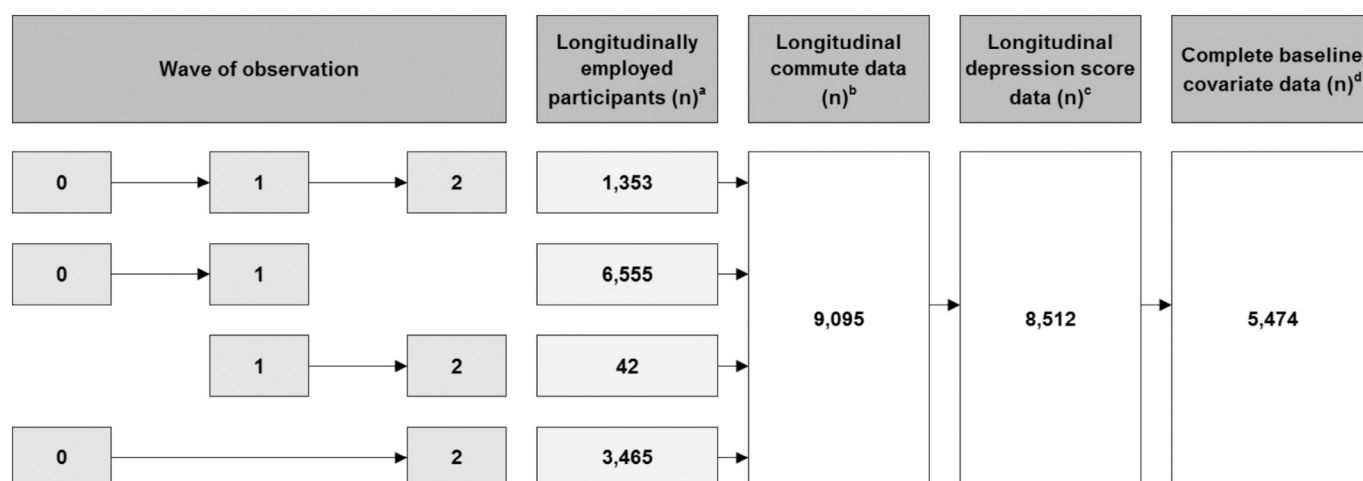 Wave of observation
Longitudinally
employed
participants (n)a
Longitudinal
commute data
(n)b
Longitudinal
depression score
data (n)c
Complete baseline
covariate data (n)d
0
1
2
1,353
0
1
6,555
1
2
42
0
2
3,465
9,095
8,512
5,474